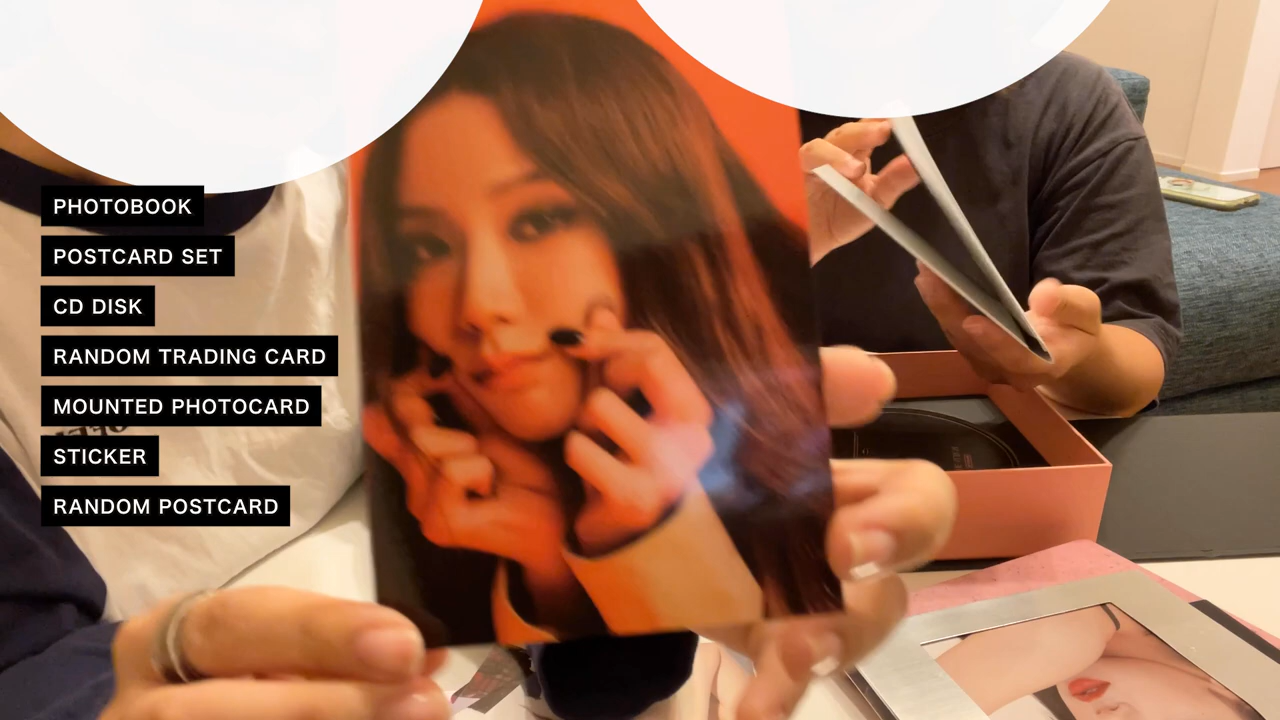 PHOTOBOOK
POSTCARD SET
CD DISK
RANDOM TRADING CARD
MOUNTED PHOTOCARD
STICKER
RANDOM POSTCARD